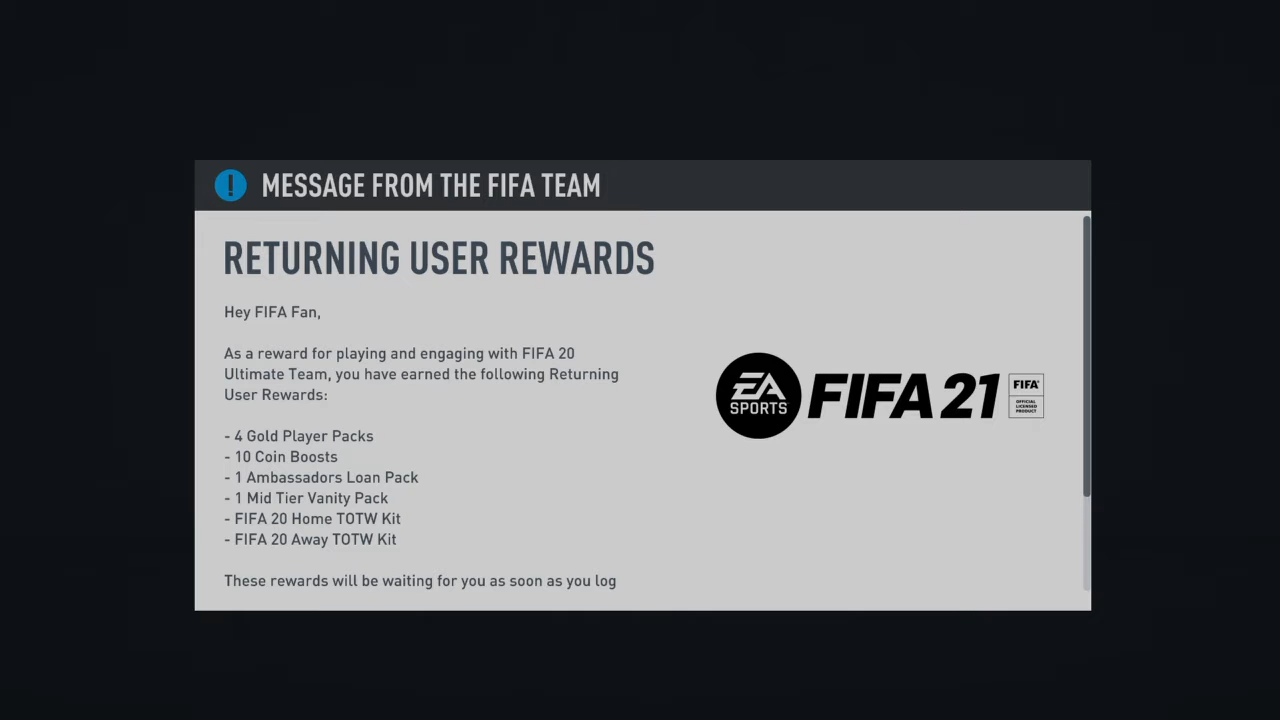 MESSAGE FROM THE FIFA TEAM
RETURNING USER REWARDS
Hey FIFA Fan,
As a reward for playing and engaging with FIFA 20
Ultimate Team, you have earned the following Returning
User Rewards:
- 4 Gold Player Packs
- 10 Coin Boosts
- 1 Ambassadors Loan Pack
- 1 Mid Tier Vanity Pack
- FIFA 20 Home TOTW Kit
- FIFA 20 Away TOTW Kit
These rewards will be waiting for you as soon as you log
EA
SPORTS
FIFA 21
FIFA
OFFICIAL
LICENSED
PRODUCT